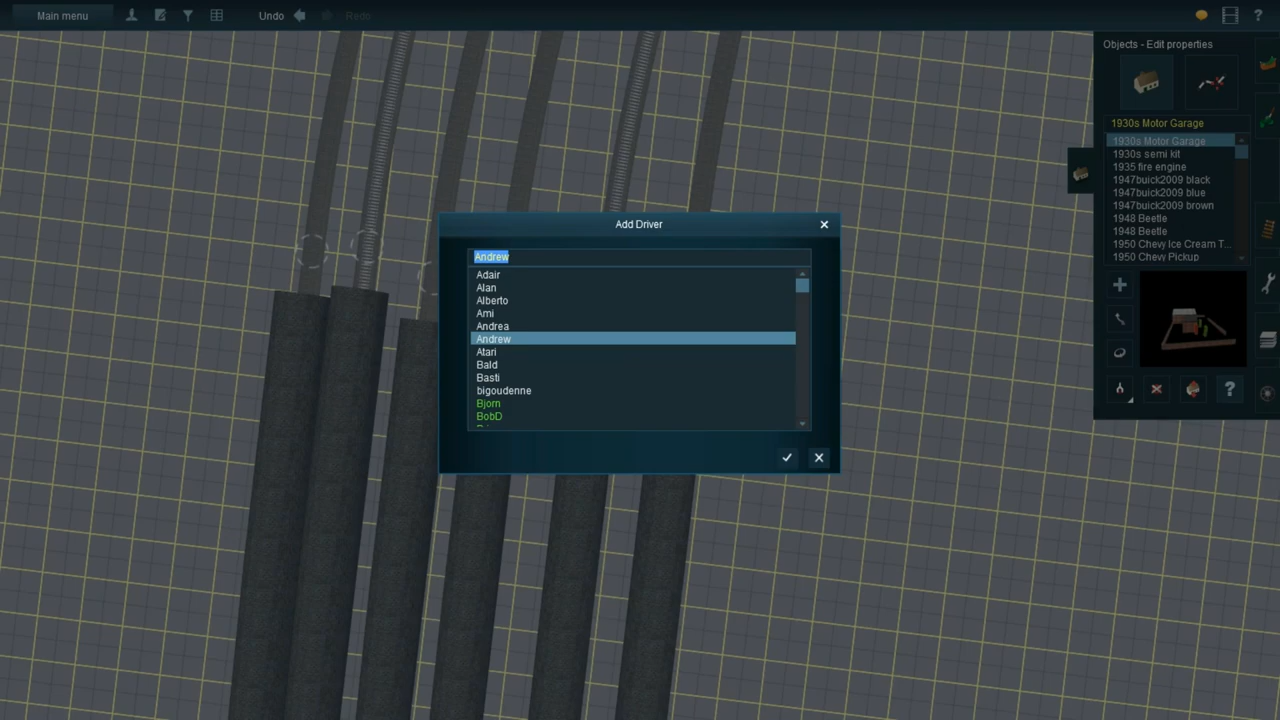 Main menu
Undo
Redo
?
Objects - Edit properties
1930s Motor Garage
1930s Motor Garage
1930s semi kit
1935 fire engine
1947buick2009 black
1947buick2009 blue
1947buick2009 brown
1948 Beetle
1948 Beetle
1950 Chevy Ice Cream T...
1950 Chevy Pickup
?
Add Driver
Andrew
Adair
Alan
Alberto
Ami
Andrea
Andrew
Atari
Bald
Basti
bigoudenne
Bjorn
BobD